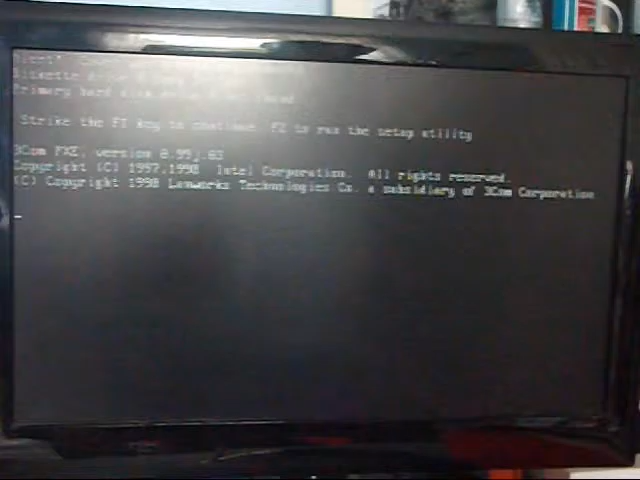 Diskette
Primary hard disk
Strike the F1 key to continue, F2 to run the setup utility
3Com PXE, version 0.99j.03
Copyright (C) 1997,1998 Intel Corporation. All rights reserved.
(C) Copyright 1998 Lanworks Technologies Co. a subsidiary of 3Com Corporation